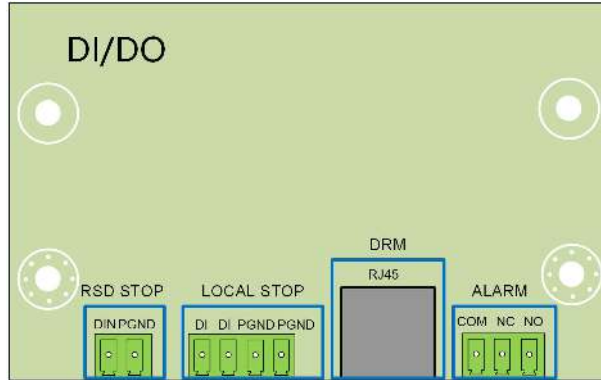 DI/DO
DRM
RJ45
RSD STOP LOCAL STOP ALARM
DIN PGND DI DI PGND PGND COM NC NO